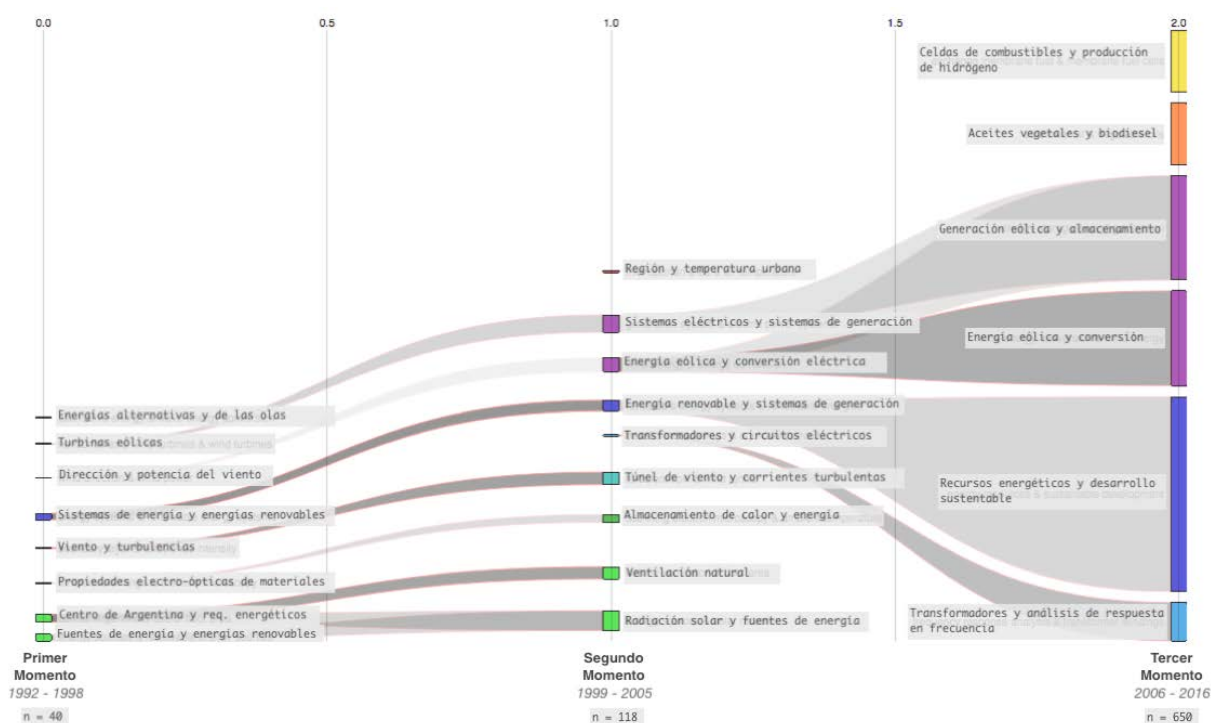 0.0
0.5
1.0
1.5
2.0
Celdas de combustibles y producción
de hidrógeno
Aceites vegetales y biodiesel
Generación eólica y almacenamiento
Región y temperatura urbana
Sistemas eléctricos y sistemas de generación
Energía eólica y conversión
Energía eólica y conversión eléctrica
Energía renovable y sistemas de generación
Energías alternativas y de las olas
Transformadores y circuitos eléctricos
Turbinas eólicas
Dirección y potencia del viento
Túnel de viento y corrientes turbulentas
Recursos energéticos y desarrollo
sustentable
Sistemas de energía y energías renovables
Almacenamiento de calor y energía
Viento y turbulencias
Ventilación natural
Propiedades electro-ópticas de materiales
Centro de Argentina y req. energéticos
Radiación solar y fuentes de energía
Transformadores y análisis de respuesta
en frecuencia
Fuentes de energía y energías renovables
Primer
Momento
1992 - 1998
n = 40
Segundo
Momento
1999 - 2005
n = 118
Tercer
Momento
2006 - 2016
n = 650